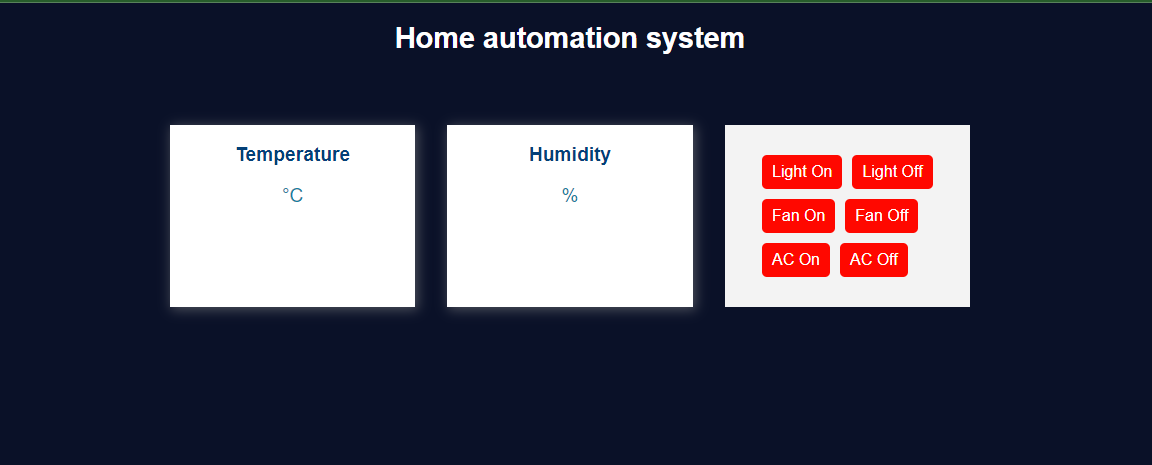 Home automation system
Temperature
°C
Humidity
%
Light On Light Off
Fan On Fan Off
AC On AC Off